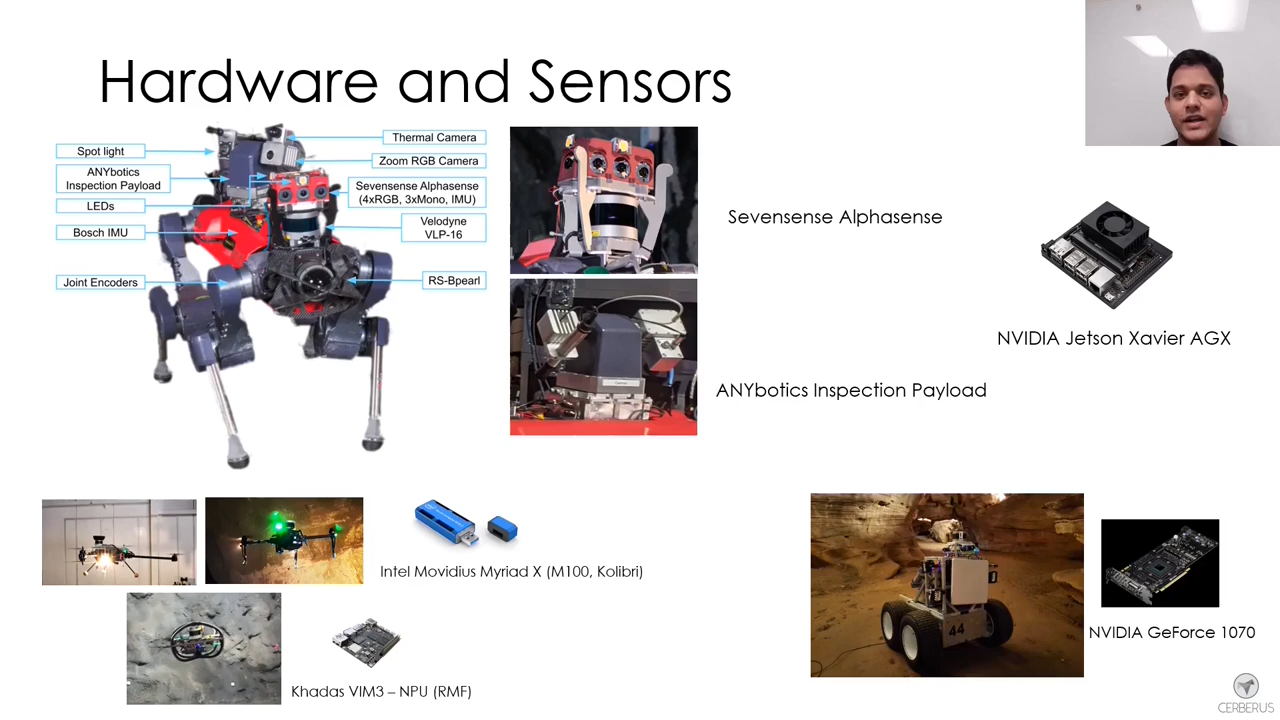 Hardware and Sensors
Spot light
ANYbotics
Inspection Payload
LEDs
Bosch IMU
Joint Encoders
Thermal Camera
Zoom RGB Camera
Sevensense Alphasense
(4xRGB, 3xMono, IMU)
Velodyne
VLP-16
RS-Bpearl
Sevensense Alphasense
NVIDIA Jetson Xavier AGX
ANYbotics Inspection Payload
Intel Movidius Myriad X (M100, Kolibri)
44
NVIDIA GeForce 1070
Khadas VIM3 – NPU (RMF)
CERBERUS